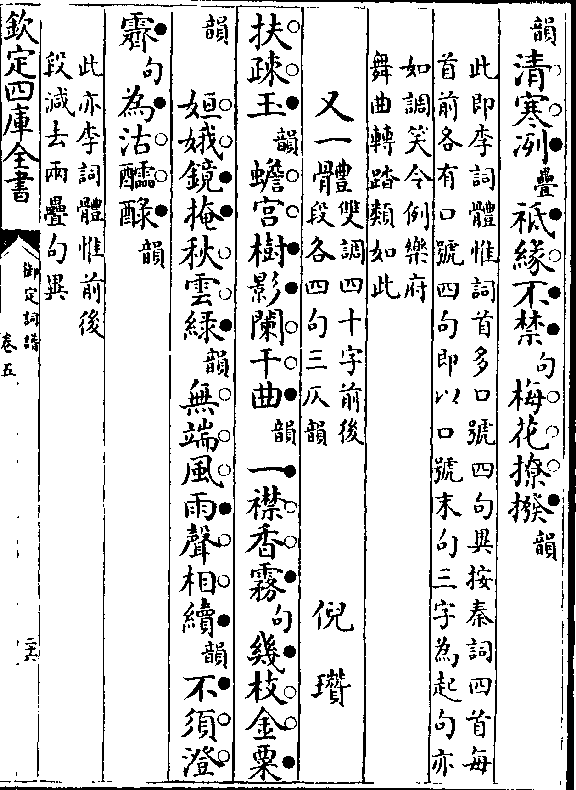 韻清寒冽疊祗緣不禁句梅花撩撥韻
此即李詞體惟詞首多口號四句異按秦詞四首每
首前各有口號四句即以口號末句三字為起句亦
如調笑令例樂府
舞曲轉踏類如此
又一體雙調四十字前後
段各四句三仄韻
倪瓚
扶疎玉韻蟾宮樹影闌干曲韻一襟香霧句幾枝金粟
韻
姮娥鏡掩秋雲綠韻無端風雨聲相續韻不須澄
霽句為沽醽醁韻
此亦李詞體惟前後
段減去兩疊句異
欽定四庫全書
御定詞譜
卷五
二六